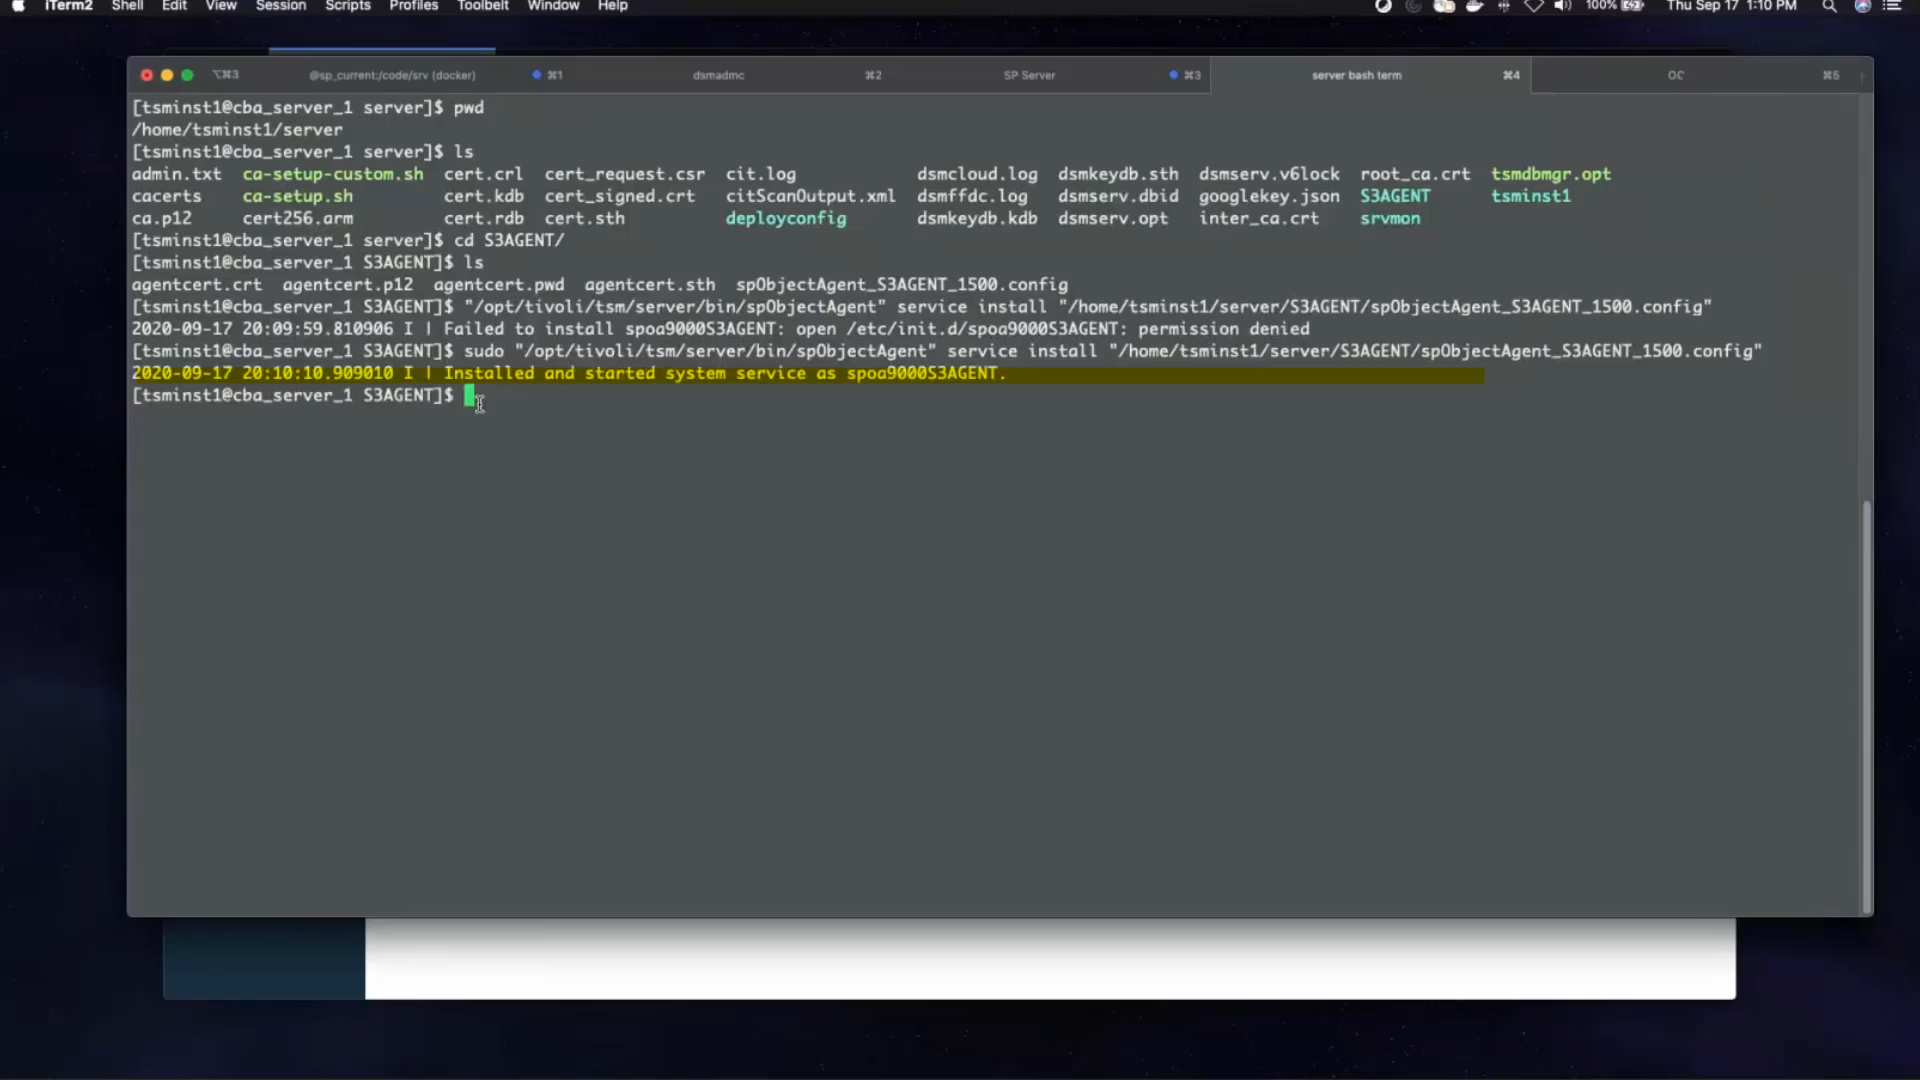 iTerm2 Shell Edit View Session Scripts Profiles Toolbelt Window Help 100% Thu Sep 17 1:10 PM
⌥⌘3 @sp_current:/code/srv (docker) ⌘1 dsmadmc ⌘2 SP Server ⌘3 server bash term ⌘4 OC ⌘5
[tsminst1@cba_server_1 server]$ pwd
/home/tsminst1/server
[tsminst1@cba_server_1 server]$ ls
admin.txt ca-setup-custom.sh cert.crl cert_request.csr cit.log dsmcloud.log dsmkeydb.sth dsmserv.v6lock root_ca.crt tsmdbmgr.opt
cacerts ca-setup.sh cert.kdb cert_signed.crt citScanOutput.xml dsmffdc.log dsmserv.dbid googlekey.json S3AGENT tsminst1
ca.p12 cert256.arm cert.rdb cert.sth deployconfig dsmkeydb.kdb dsmserv.opt inter_ca.crt srvmon
[tsminst1@cba_server_1 server]$ cd S3AGENT/
[tsminst1@cba_server_1 S3AGENT]$ ls
agentcert.crt agentcert.p12 agentcert.pwd agentcert.sth spObjectAgent_S3AGENT_1500.config
[tsminst1@cba_server_1 S3AGENT]$ "/opt/tivoli/tsm/server/bin/spObjectAgent" service install "/home/tsminst1/server/S3AGENT/spObjectAgent_S3AGENT_1500.config"
2020-09-17 20:09:59.810906 I | Failed to install spoa9000S3AGENT: open /etc/init.d/spoa9000S3AGENT: permission denied
[tsminst1@cba_server_1 S3AGENT]$ sudo "/opt/tivoli/tsm/server/bin/spObjectAgent" service install "/home/tsminst1/server/S3AGENT/spObjectAgent_S3AGENT_1500.config"
2020-09-17 20:10:10.909010 I | Installed and started system service as spoa9000S3AGENT.
[tsminst1@cba_server_1 S3AGENT]$